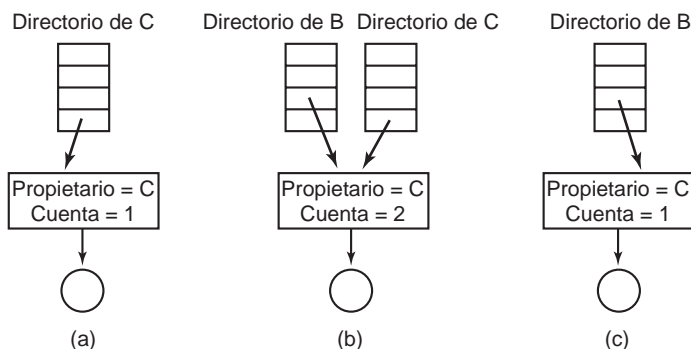 Directorio de C
Directorio de B
Directorio de C
Directorio de B
Propietario = C
Cuenta = 1
Propietario = C
Cuenta = 2
Propietario = C
Cuenta = 1
(a)
(b)
(c)